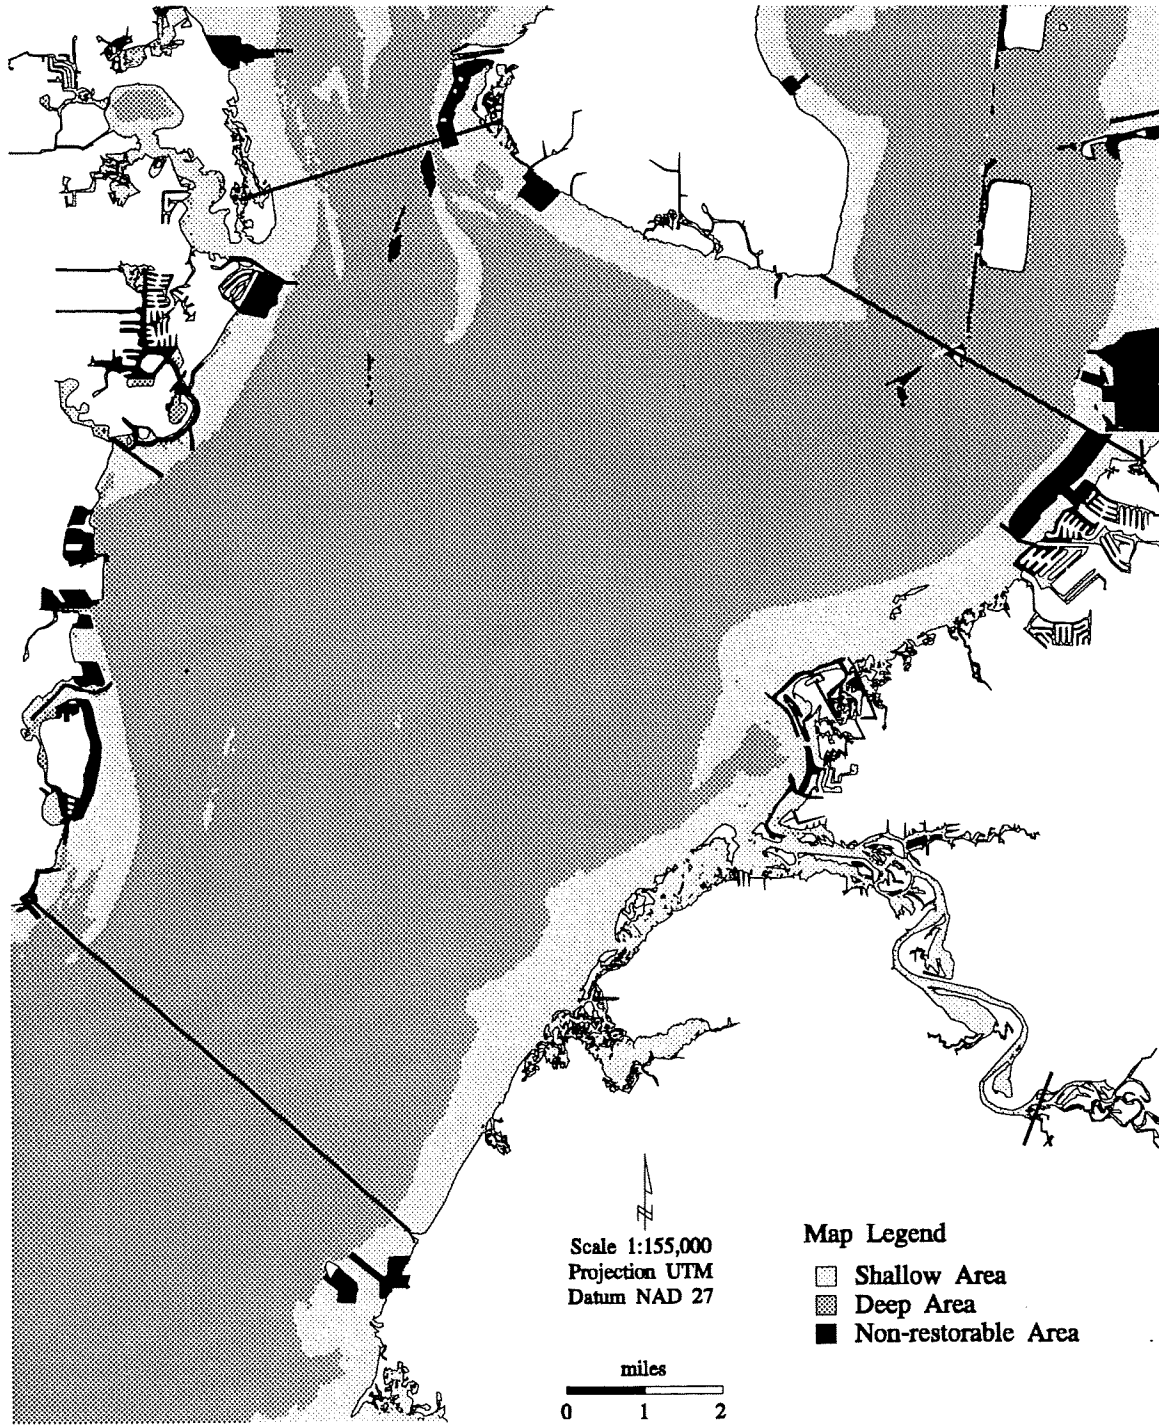 Scale 1:155,000
Projection UTM
Datum NAD 27
Map Legend
Shallow Area
Deep Area
Non-restorable Area
miles
0 1 2